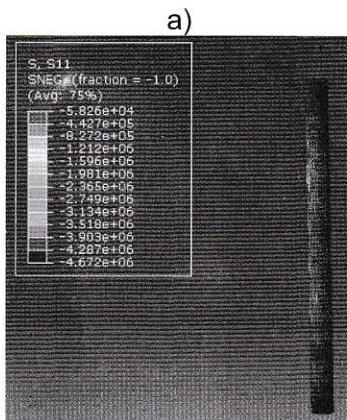 a)
S, S11
SNEG, (fraction = -1.0)
(Avg: 75%)
-5.826e+04
-4.427e+05
-8.272e+05
-1.212e+06
-1.596e+06
-1.981e+06
-2.365e+06
-2.749e+06
-3.134e+06
-3.518e+06
-3.903e+06
-4.287e+06
-4.672e+06